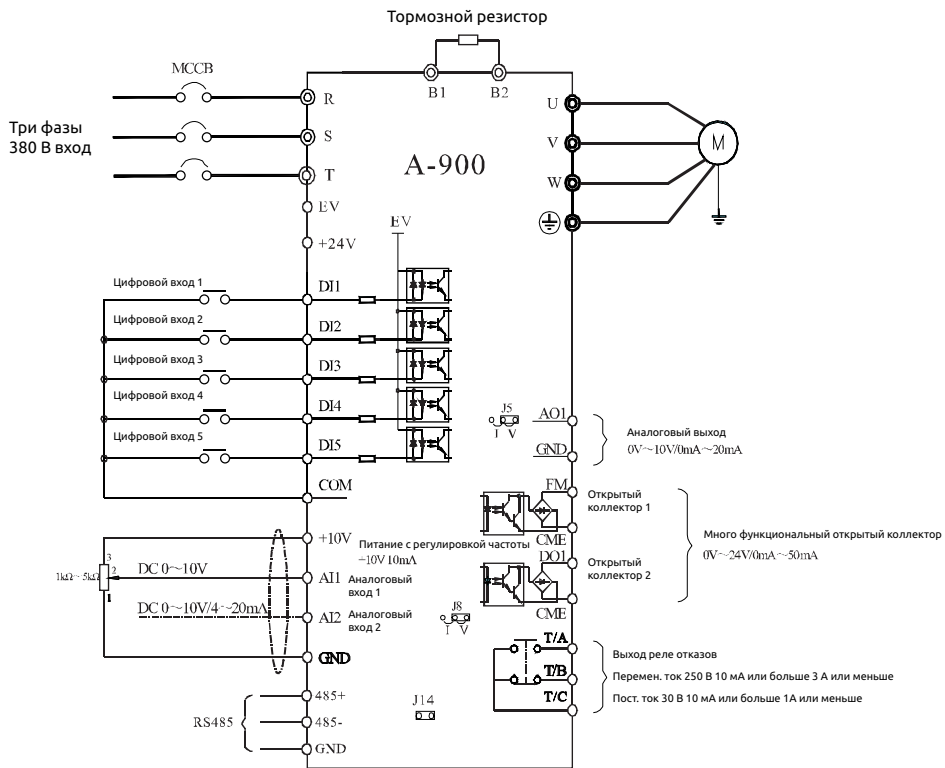 Тормозной резистор
MCCB
B1
B2
Три фазы
380 В вход
R
S
T
U
V
W
M
A-900
EV
+24V
EV
Цифровой вход 1
DI1
Цифровой вход 2
DI2
Цифровой вход 3
DI3
Цифровой вход 4
DI4
Цифровой вход 5
DI5
COM
J5
I V
AO1
GND
Аналоговый выход
0V~10V/0mA~20mA
FM
CME
Открытый
коллектор 1
DO1
CME
Открытый
коллектор 2
Много функциональный открытый коллектор
0V~24V/0mA~50mA
+10V
Питание с регулировкой частоты
+10V 10mA
3
2
1
1kΩ~5kΩ
DC 0~10V
AI1
Аналоговый
вход 1
DC 0~10V/4~20mA
AI2
Аналоговый
вход 2
J8
I V
GND
T/A
T/B
T/C
Выход реле отказов
Перемен. ток 250 В 10 мА или больше 3 А или меньше
Пост. ток 30 В 10 мА или больше 1А или меньше
RS485
485+
485-
GND
J14